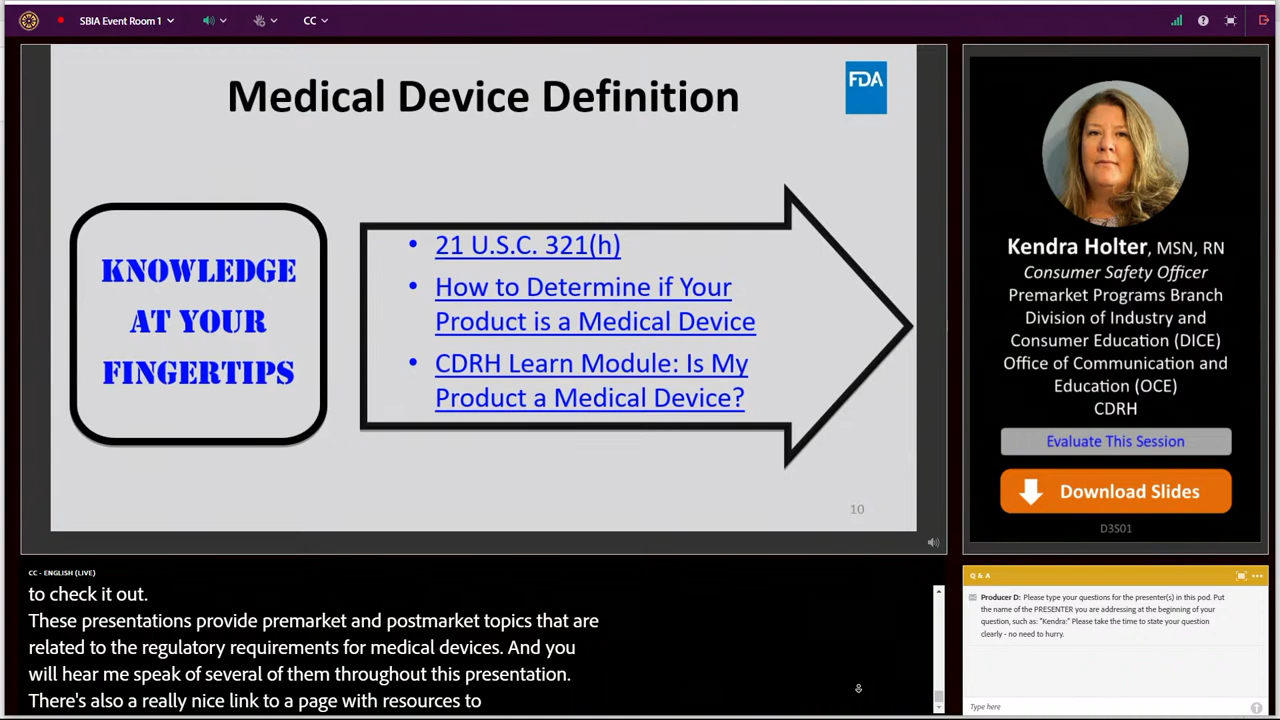 SBIA Event Room 1
CC
Medical Device Definition
FDA
KNOWLEDGE
AT YOUR
FINGERTIPS
• 21 U.S.C. 321(h)
• How to Determine if Your
Product is a Medical Device
• CDRH Learn Module: Is My
Product a Medical Device?
10
Kendra Holter, MSN, RN
Consumer Safety Officer
Premarket Programs Branch
Division of Industry and
Consumer Education (DICE)
Office of Communication and
Education (OCE)
CDRH
Evaluate This Session
Download Slides
D3S01
CC - ENGLISH (LIVE)
to check it out.
These presentations provide premarket and postmarket topics that are
related to the regulatory requirements for medical devices. And you
will hear me speak of several of them throughout this presentation.
There's also a really nice link to a page with resources to
Q & A
Producer D: Please type your questions for the presenter(s) in this pod. Put
the name of the PRESENTER you are addressing at the beginning of your
question, such as: "Kendra:" Please take the time to state your question
clearly - no need to hurry.
Type here